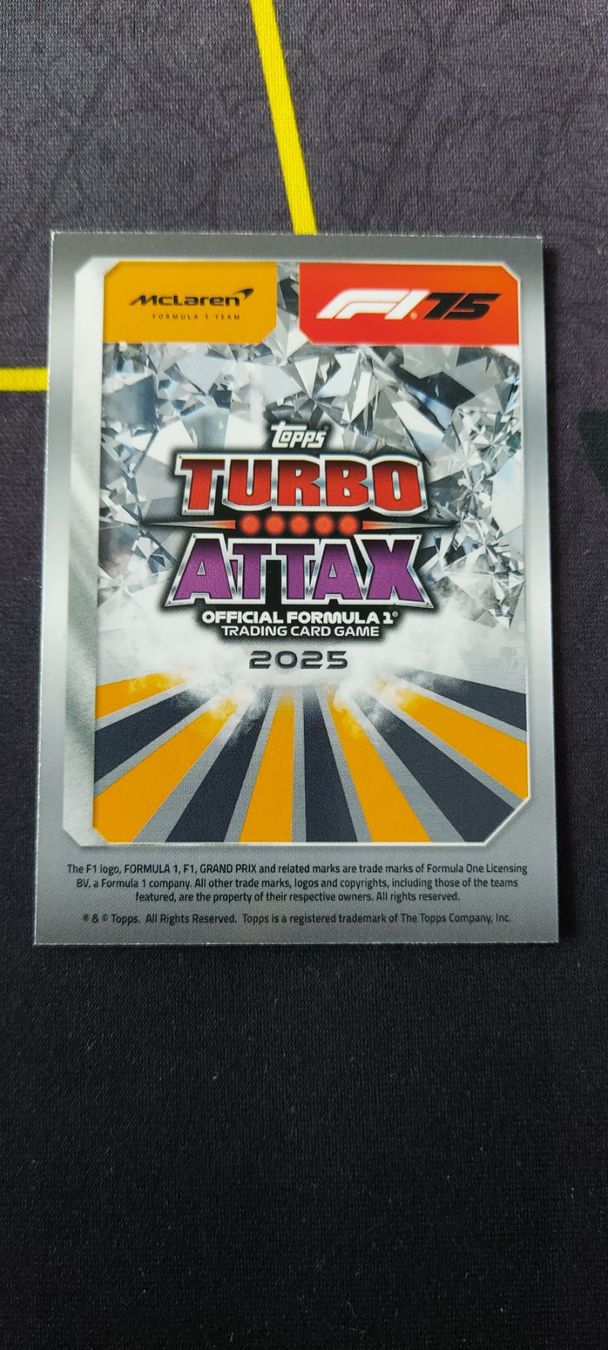 McLaren
FORMULA 1 TEAM
F1® 75
Topps®
TURBO
ATTAX
OFFICIAL FORMULA 1®
TRADING CARD GAME
2025
The F1 logo, FORMULA 1, F1, GRAND PRIX and related marks are trade marks of Formula One Licensing
BV, a Formula 1 company. All other trade marks, logos and copyrights, including those of the teams
featured, are the property of their respective owners. All rights reserved.
® & © Topps. All Rights Reserved. Topps is a registered trademark of The Topps Company, Inc.